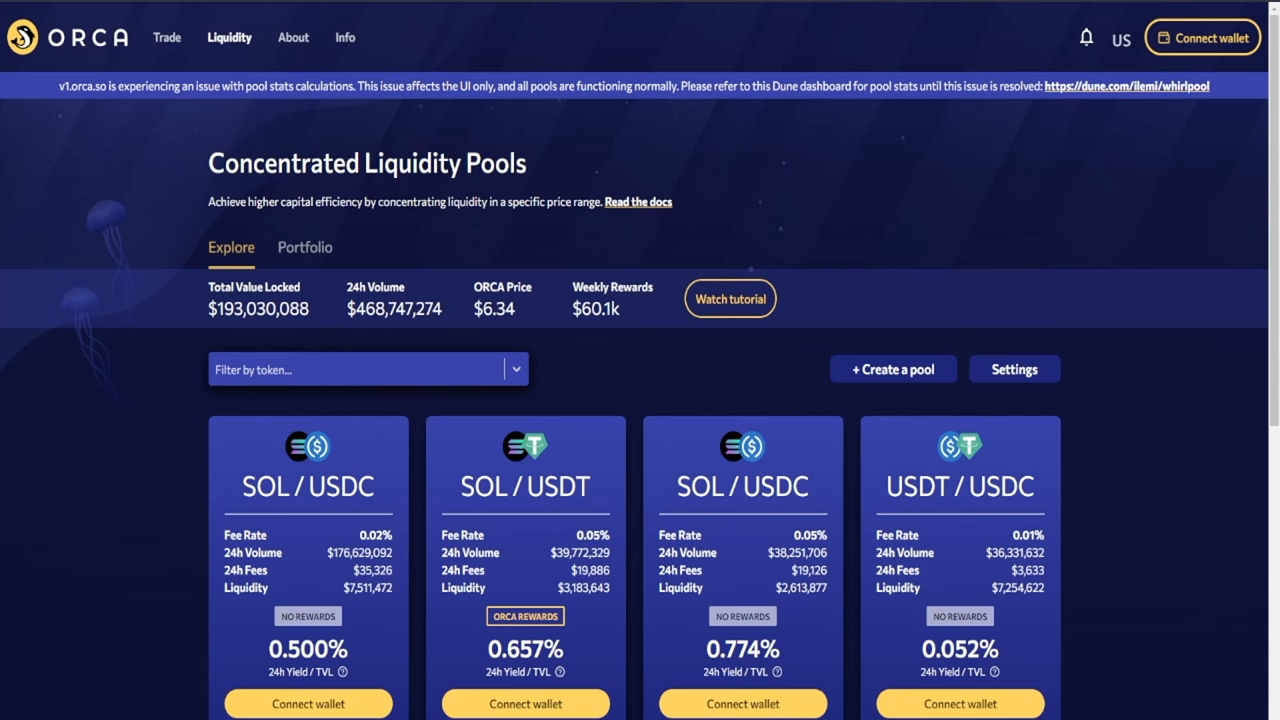 ORCA
Trade
Liquidity
About
Info
US
Connect wallet
v1.orca.so is experiencing an issue with pool stats calculations. This issue affects the UI only, and all pools are functioning normally. Please refer to this Dune dashboard for pool stats until this issue is resolved: https://dune.com/ilemi/whirlpool
Concentrated Liquidity Pools
Achieve higher capital efficiency by concentrating liquidity in a specific price range. Read the docs
Explore
Portfolio
Total Value Locked
$193,030,088
24h Volume
$468,747,274
ORCA Price
$6.34
Weekly Rewards
$60.1k
Watch tutorial
Filter by token...
+ Create a pool
Settings
SOL / USDC
Fee Rate 0.02%
24h Volume $176,629,092
24h Fees $35,326
Liquidity $7,511,472
NO REWARDS
0.500%
24h Yield / TVL
Connect wallet
SOL / USDT
Fee Rate 0.05%
24h Volume $39,772,329
24h Fees $19,886
Liquidity $3,183,643
ORCA REWARDS
0.657%
24h Yield / TVL
Connect wallet
SOL / USDC
Fee Rate 0.05%
24h Volume $38,251,706
24h Fees $19,126
Liquidity $2,613,877
NO REWARDS
0.774%
24h Yield / TVL
Connect wallet
USDT / USDC
Fee Rate 0.01%
24h Volume $36,331,632
24h Fees $3,633
Liquidity $7,254,622
NO REWARDS
0.052%
24h Yield / TVL
Connect wallet